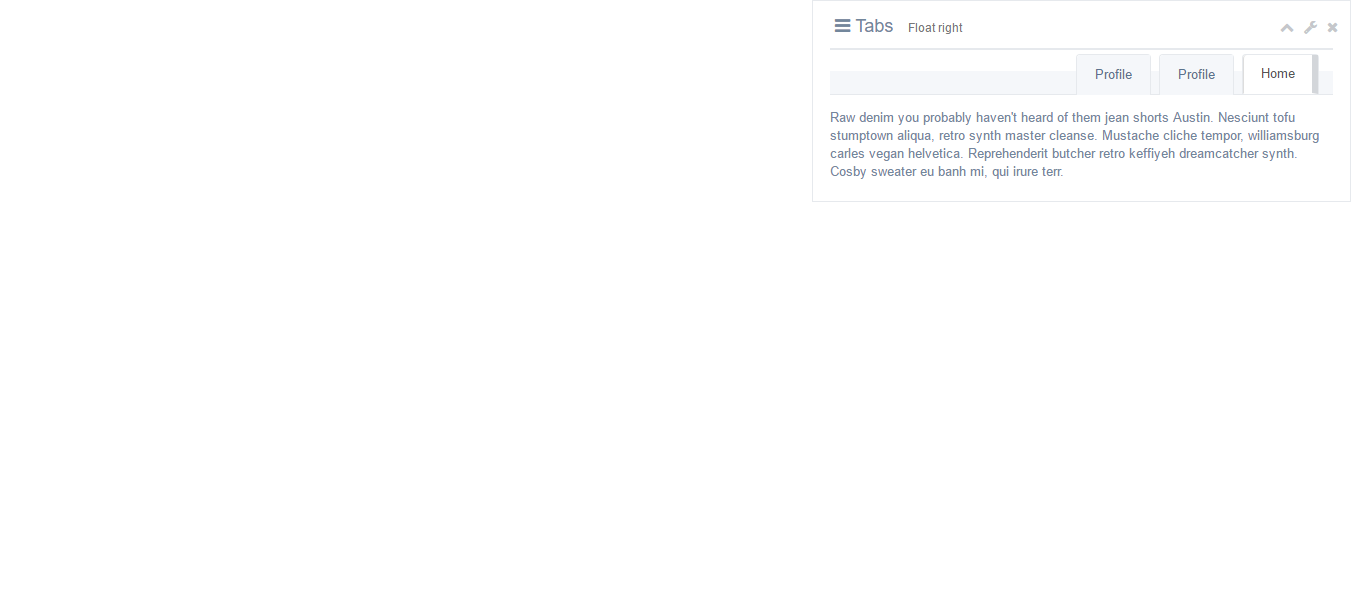 Tabs Float right
Profile Profile Home
Raw denim you probably haven't heard of them jean shorts Austin. Nesciunt tofu
stumptown aliqua, retro synth master cleanse. Mustache cliche tempor, williamsburg
carles vegan helvetica. Reprehenderit butcher retro keffiyeh dreamcatcher synth.
Cosby sweater eu banh mi, qui irure terr.